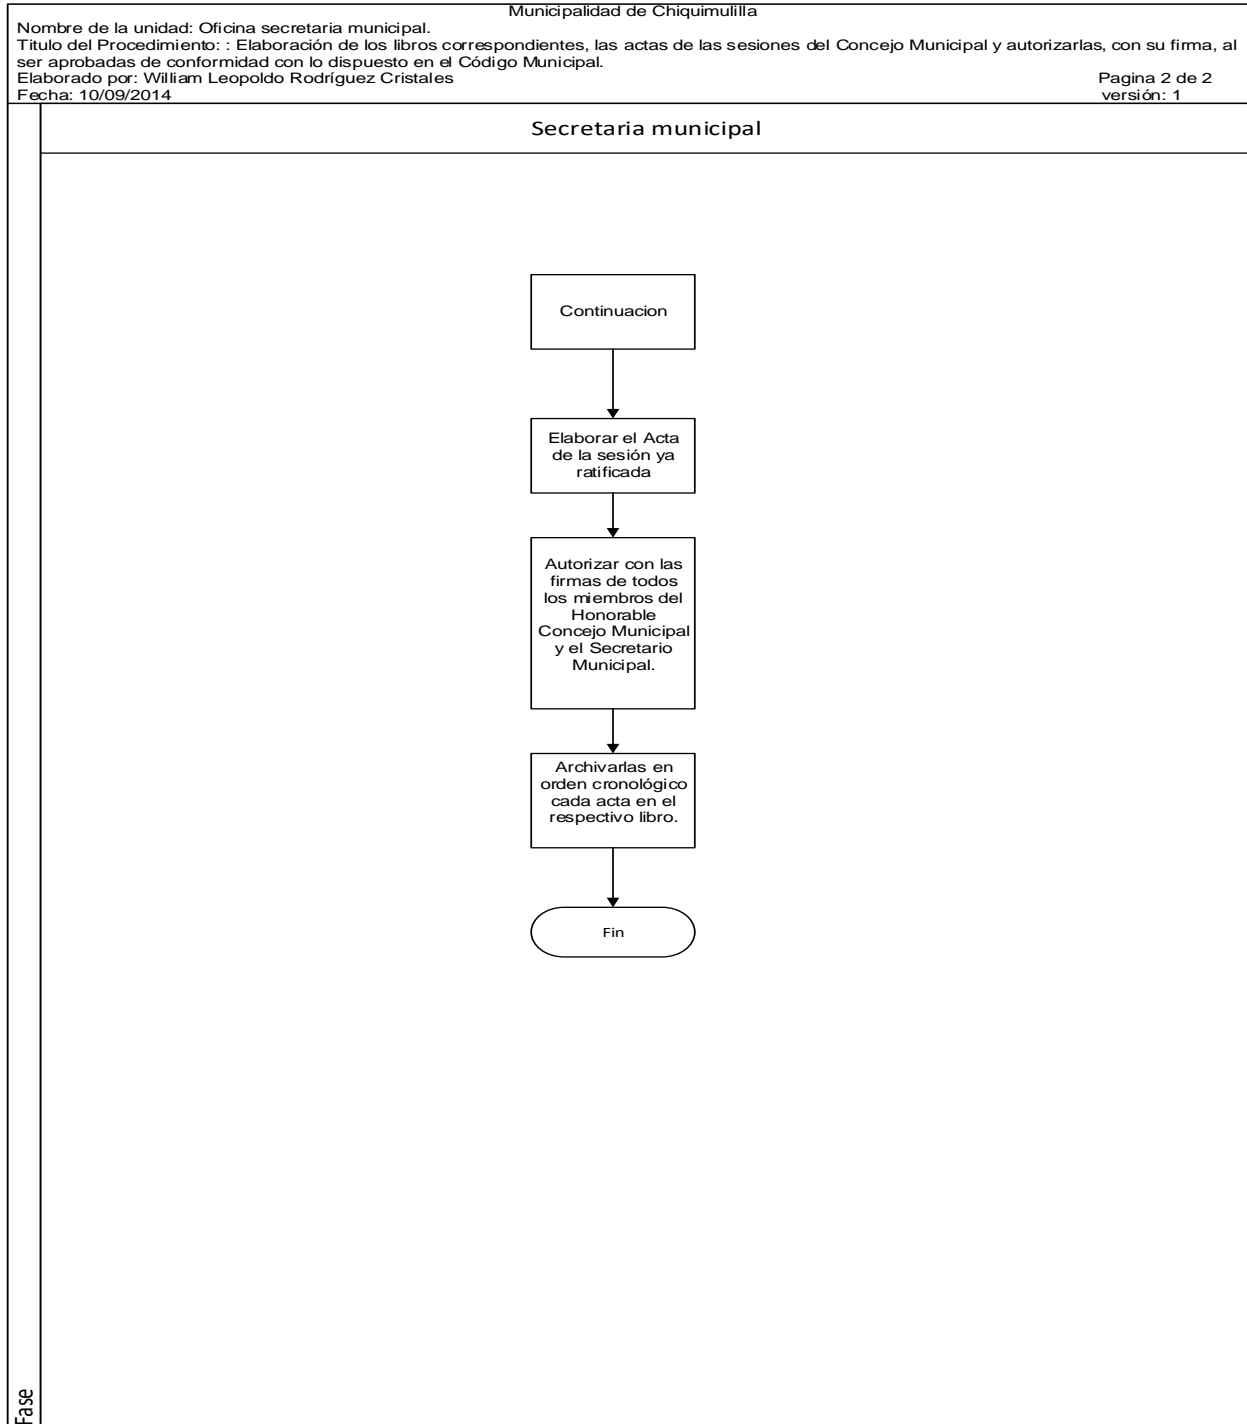 Municipalidad de Chiquimulilla
Nombre de la unidad: Oficina secretaria municipal.
Titulo del Procedimiento: : Elaboración de los libros correspondientes, las actas de las sesiones del Concejo Municipal y autorizarlas, con su firma, al
ser aprobadas de conformidad con lo dispuesto en el Código Municipal.
Elaborado por: William Leopoldo Rodríguez Cristales
Pagina 2 de 2
Fecha: 10/09/2014
versión: 1
Secretaria municipal
Continuacion
Elaborar el Acta
de la sesión ya
ratificada
Autorizar con las
firmas de todos
los miembros del
Honorable
Concejo Municipal
y el Secretario
Municipal.
Archivarlas en
orden cronológico
cada acta en el
respectivo libro.
Fin
Fase